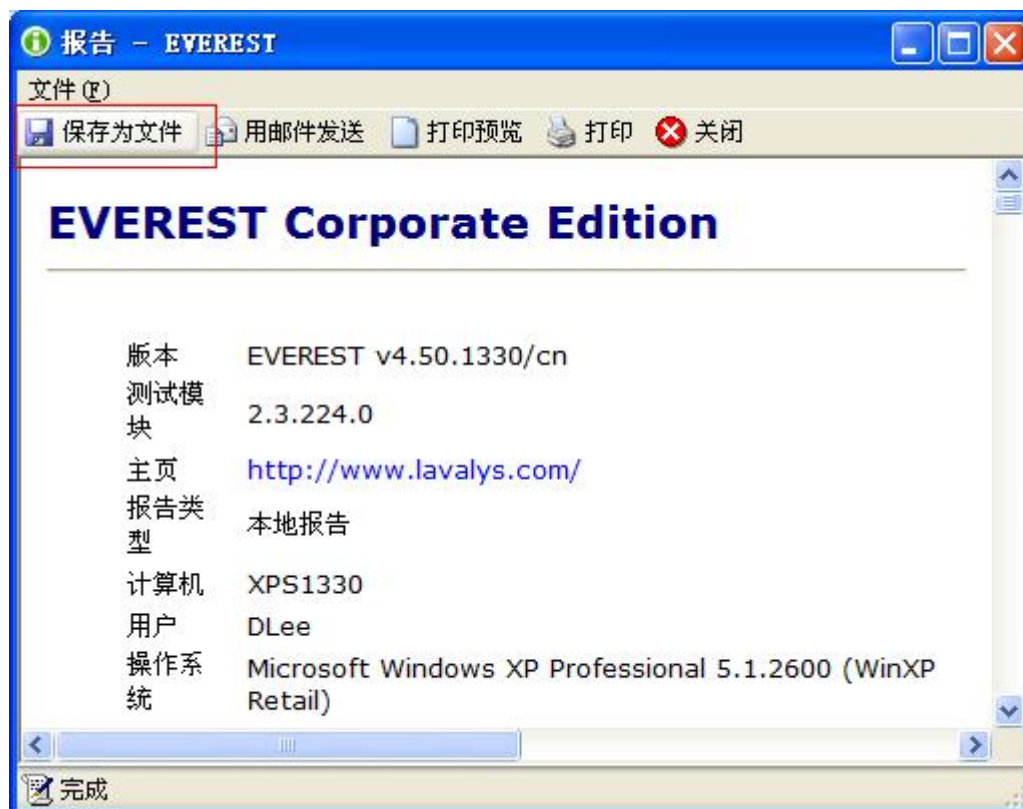 报告 - EVEREST
文件(F)
保存为文件 用邮件发送 打印预览 打印 关闭
EVEREST Corporate Edition
版本 EVEREST v4.50.1330/cn
测试模
块 2.3.224.0
主页 http://www.lavalys.com/
报告类
型 本地报告
计算机 XPS1330
用户 DLee
操作系
统 Microsoft Windows XP Professional 5.1.2600 (WinXP
Retail)
完成